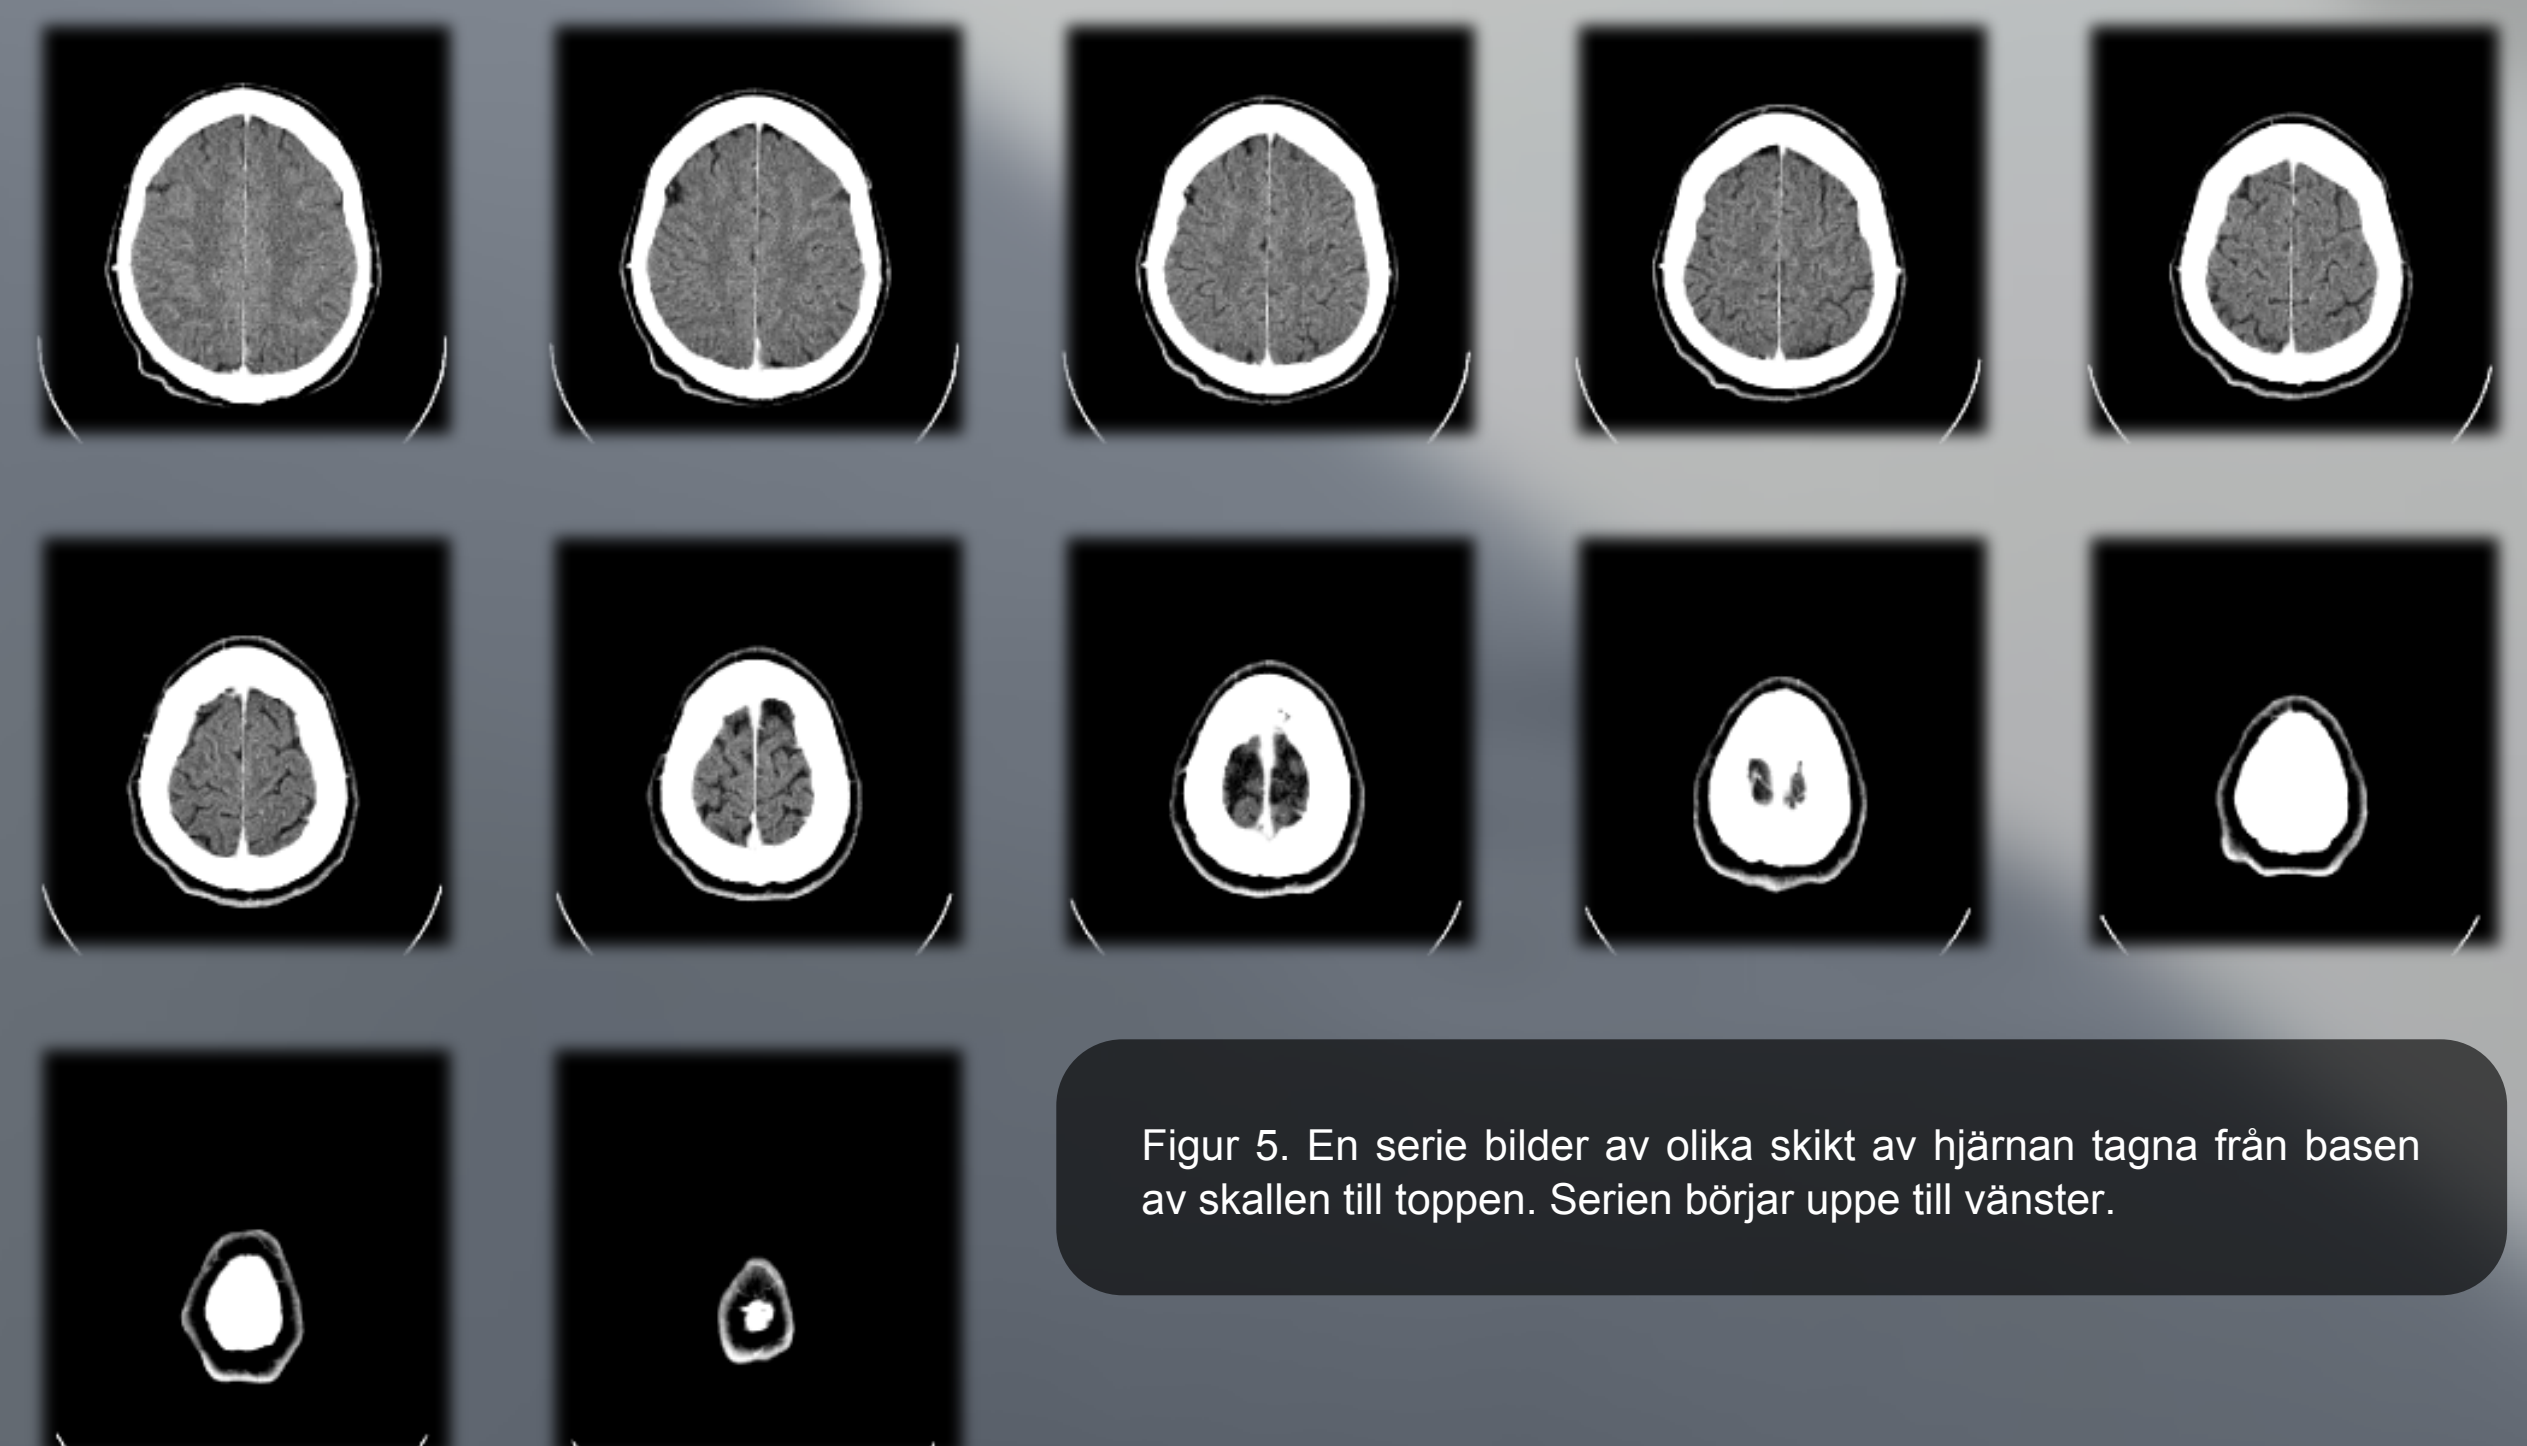 Figur 5. En serie bilder av olika skikt av hjärnan tagna från basen
av skallen till toppen. Serien börjar uppe till vänster.